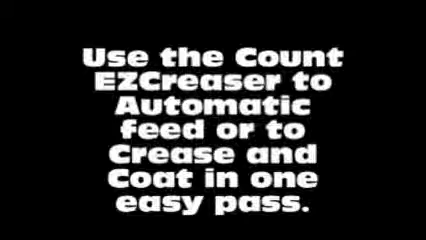 Use the Count
EZCreaser to
Automatic
feed or to
Crease and
Coat in one
easy pass.